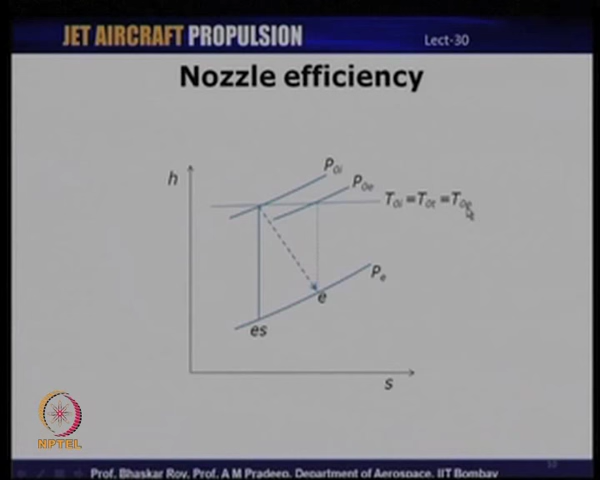 JET AIRCRAFT PROPULSION
Lect-30
Nozzle efficiency
h
P0i
P0e
T0i =T0t =T0e
Pe
e
es
s
NPTEL
Prof. Bhaskar Roy, Prof. A M Pradeep, Department of Aerospace, IIT Bombay